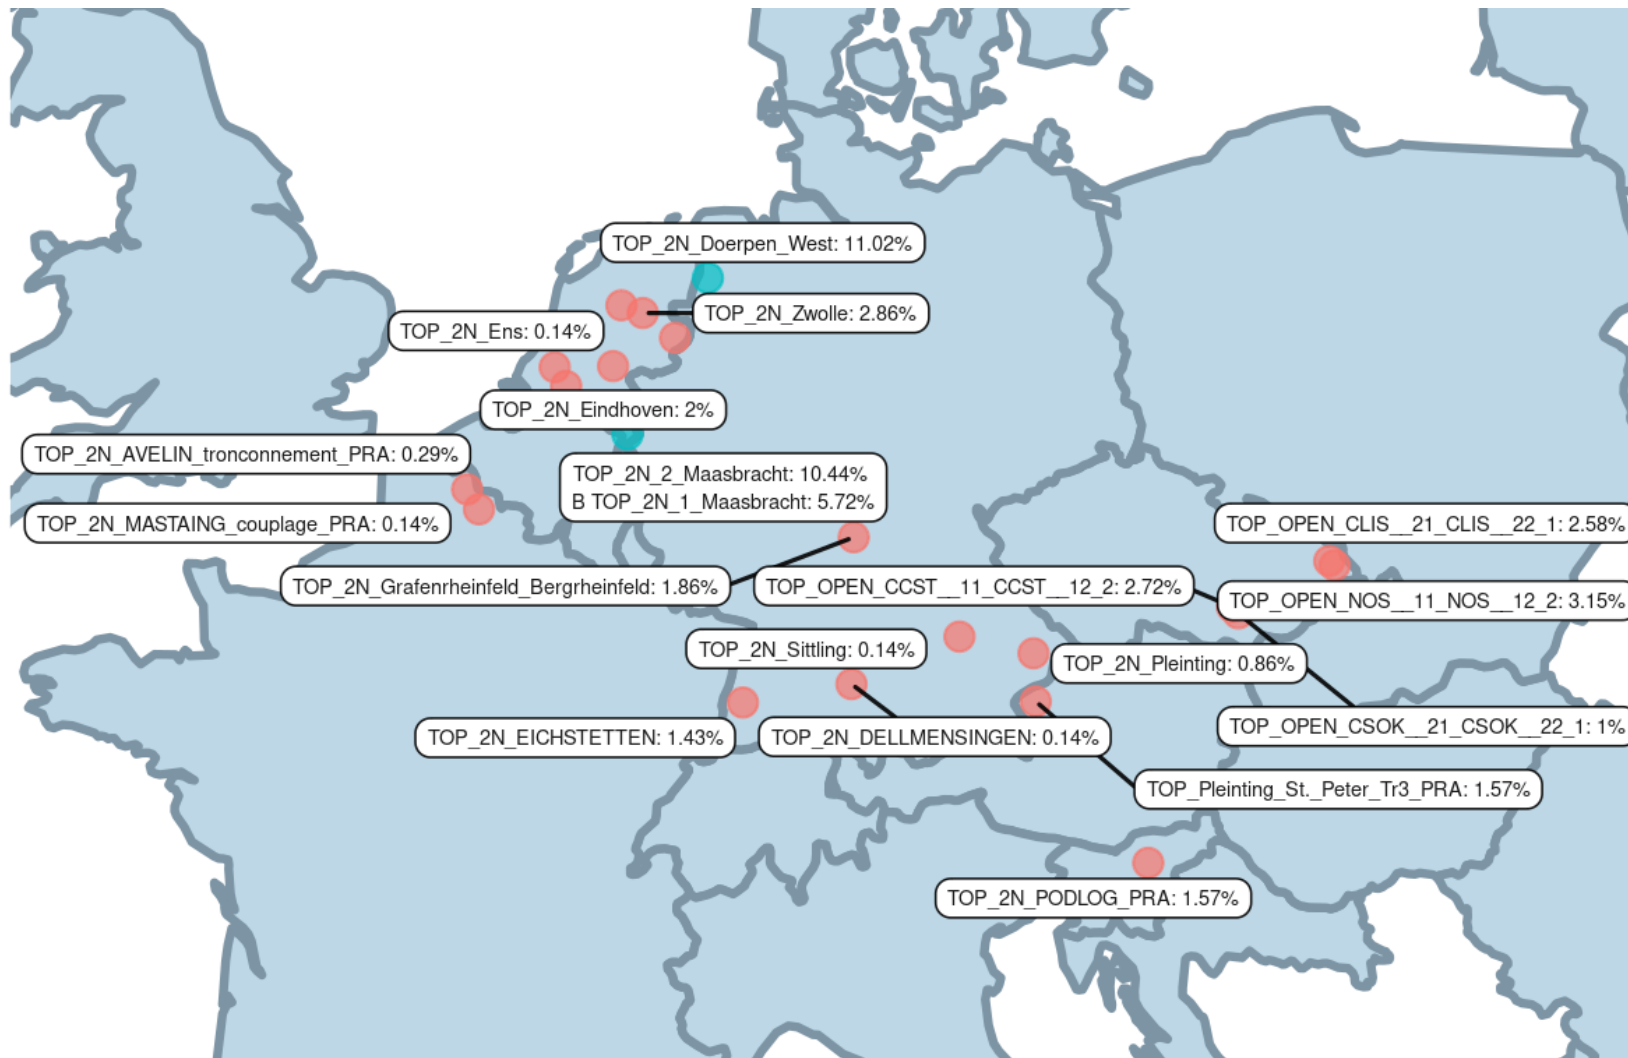 TOP_2N_Doerpen_West: 11.02%
TOP_2N_Zwolle: 2.86%
TOP_2N_Ens: 0.14%
TOP_2N_Eindhoven: 2%
TOP_2N_AVELIN_tronconnement_PRA: 0.29%
TOP_2N_2_Maasbracht: 10.44%
B TOP_2N_1_Maasbracht: 5.72%
TOP_2N_MASTAING_couplage_PRA: 0.14%
TOP_OPEN_CLIS__21_CLIS__22_1: 2.58%
TOP_2N_Grafenrheinfeld_Bergrheinfeld: 1.86%
TOP_OPEN_CCST__11_CCST__12_2: 2.72%
TOP_OPEN_NOS__11_NOS__12_2: 3.15%
TOP_2N_Sittling: 0.14%
TOP_2N_Pleinting: 0.86%
TOP_2N_EICHSTETTEN: 1.43%
TOP_2N_DELLMENSINGEN: 0.14%
TOP_OPEN_CSOK__21_CSOK__22_1: 1%
TOP_Pleinting_St._Peter_Tr3_PRA: 1.57%
TOP_2N_PODLOG_PRA: 1.57%